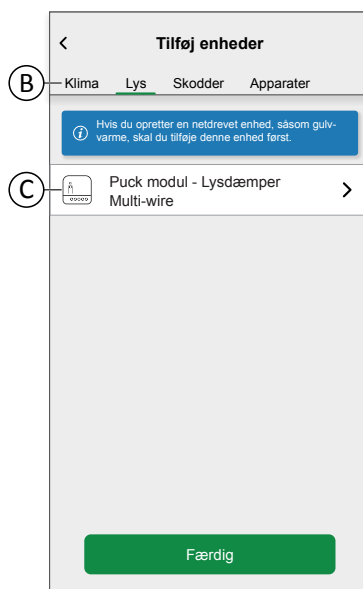 Tilføj enheder
B
Klima Lys Skodder Apparater
Hvis du opretter en netdrevet enhed, såsom gulv-
varme, skal du tilføje denne enhed først.
C
Puck modul - Lysdæmper
Multi-wire
Færdig